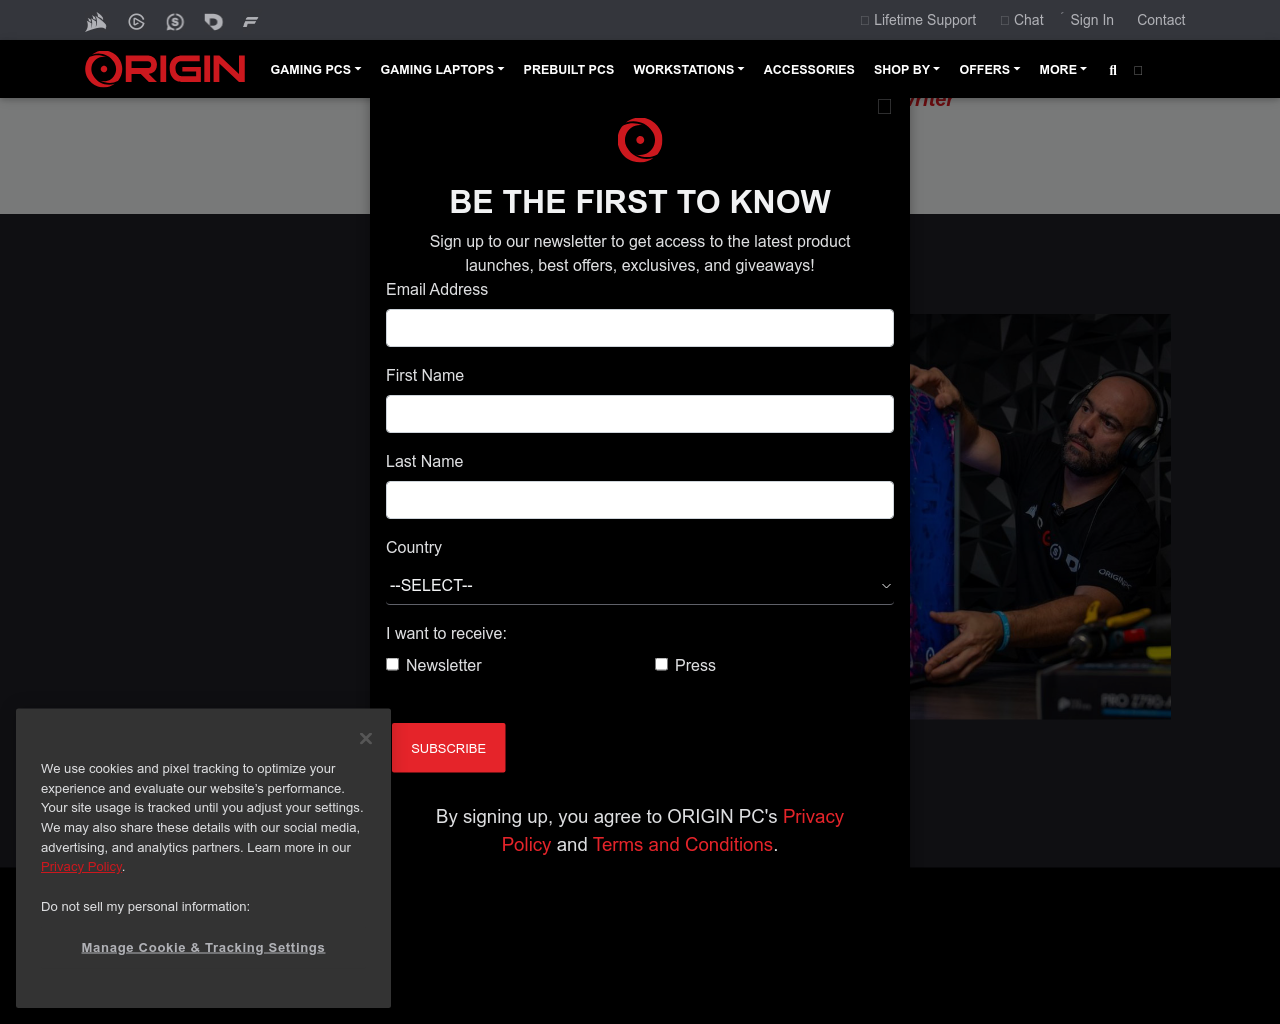 Lifetime Support
Chat
Sign In
Contact
ORIGIN
GAMING PCS
GAMING LAPTOPS
PREBUILT PCS
WORKSTATIONS
ACCESSORIES
SHOP BY
OFFERS
MORE
BE THE FIRST TO KNOW
Sign up to our newsletter to get access to the latest product
launches, best offers, exclusives, and giveaways!
Email Address
First Name
Last Name
Country
--SELECT--
I want to receive:
Newsletter
Press
SUBSCRIBE
By signing up, you agree to ORIGIN PC's Privacy
Policy and Terms and Conditions.
We use cookies and pixel tracking to optimize your
experience and evaluate our website's performance.
Your site usage is tracked until you adjust your settings.
We may also share these details with our social media,
advertising, and analytics partners. Learn more in our
Privacy Policy.
Do not sell my personal information:
Manage Cookie & Tracking Settings